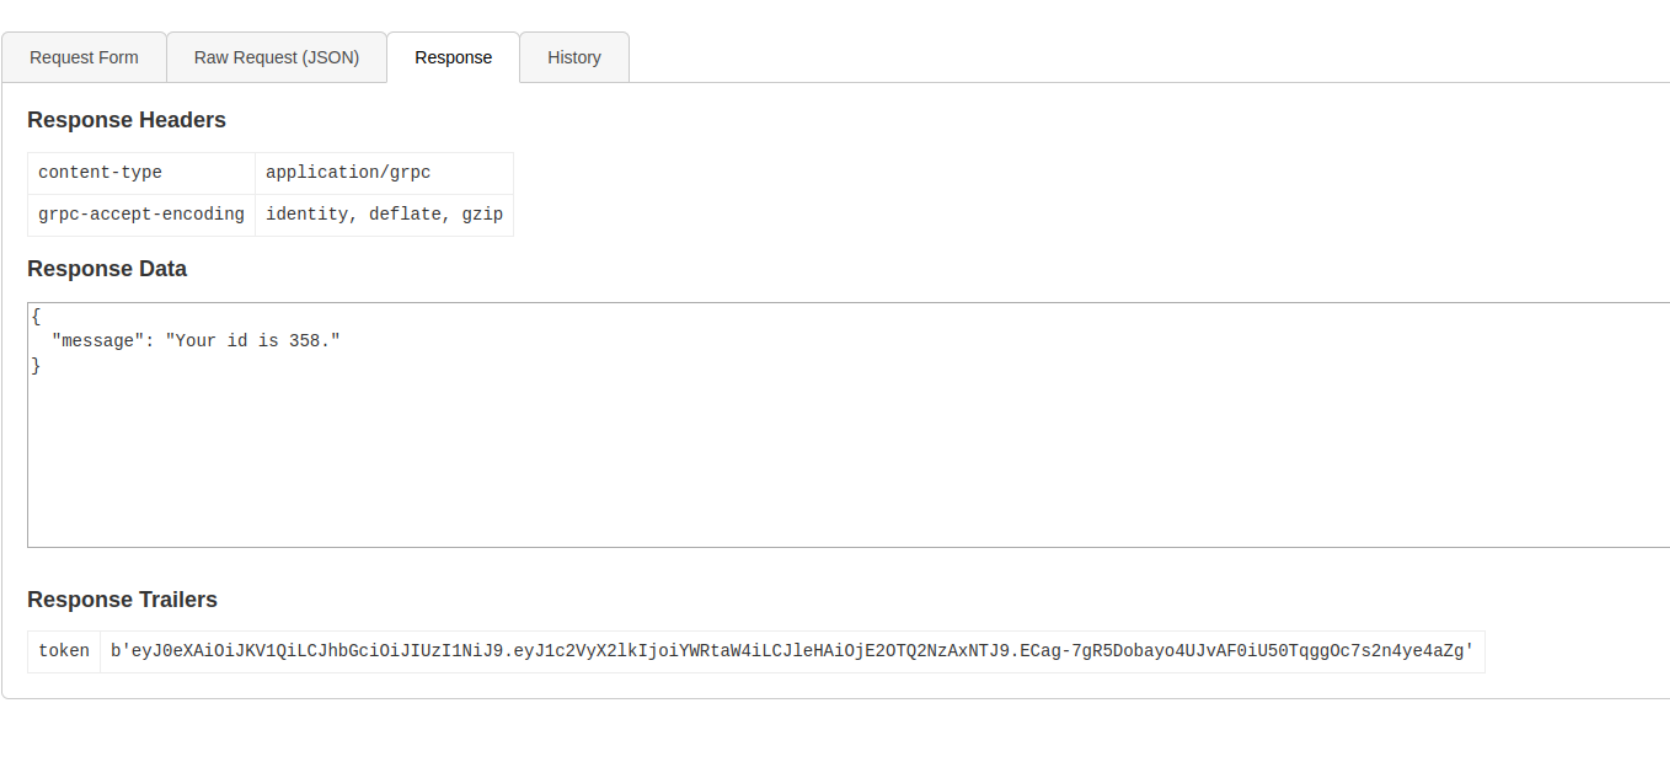 Request Form Raw Request (JSON) Response History
Response Headers
content-type application/grpc
grpc-accept-encoding identity, deflate, gzip
Response Data
{
"message": "Your id is 358."
}
Response Trailers
token b'eyJ0eXAiOiJKV1QiLCJhbGciOiJIUzI1NiJ9.eyJ1c2VyX2lkIjoiYWRtaW4iLCJleHAiOjE2OTQ2NzAxNTJ9.ECag-7gR5Dobayo4UJvAF0iU50TqggOc7s2n4ye4aZg'